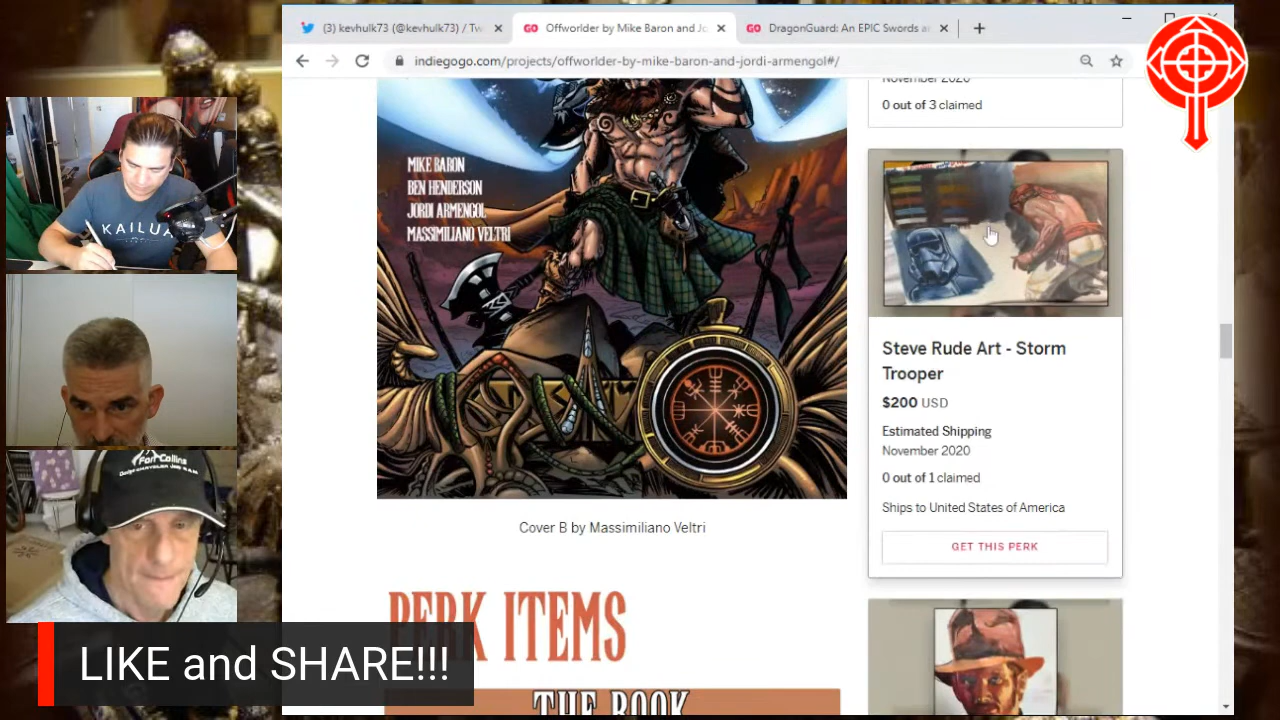 (3) kevhulk73 (@kevhulk73) / Tw
GO Offworlder by Mike Baron and Jo
GO DragonGuard: An EPIC Swords a
indiegogo.com/projects/offworlder-by-mike-baron-and-jordi-armengol#/
November 2020
0 out of 3 claimed
MIKE BARON
BEN HENDERSON
JORDI ARMENGOL
MASSIMILIANO VELTRI
KAILUA
Steve Rude Art - Storm
Trooper
$200 USD
Estimated Shipping
November 2020
0 out of 1 claimed
Ships to United States of America
GET THIS PERK
Cover B by Massimiliano Veltri
Fort Collins
PERK ITEMS
THE BOOK
LIKE and SHARE!!!